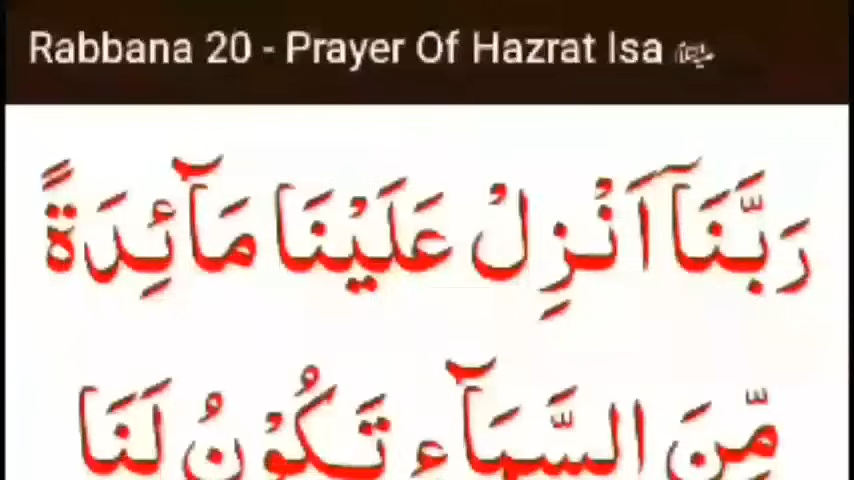 Rabbana 20 - Prayer Of Hazrat Isa
رَبَّنَآ اَنْزِلْ عَلَيْنَا مَآئِدَةً
مِّنَ السَّمَآءِ تَكُوْنُ لَنَا